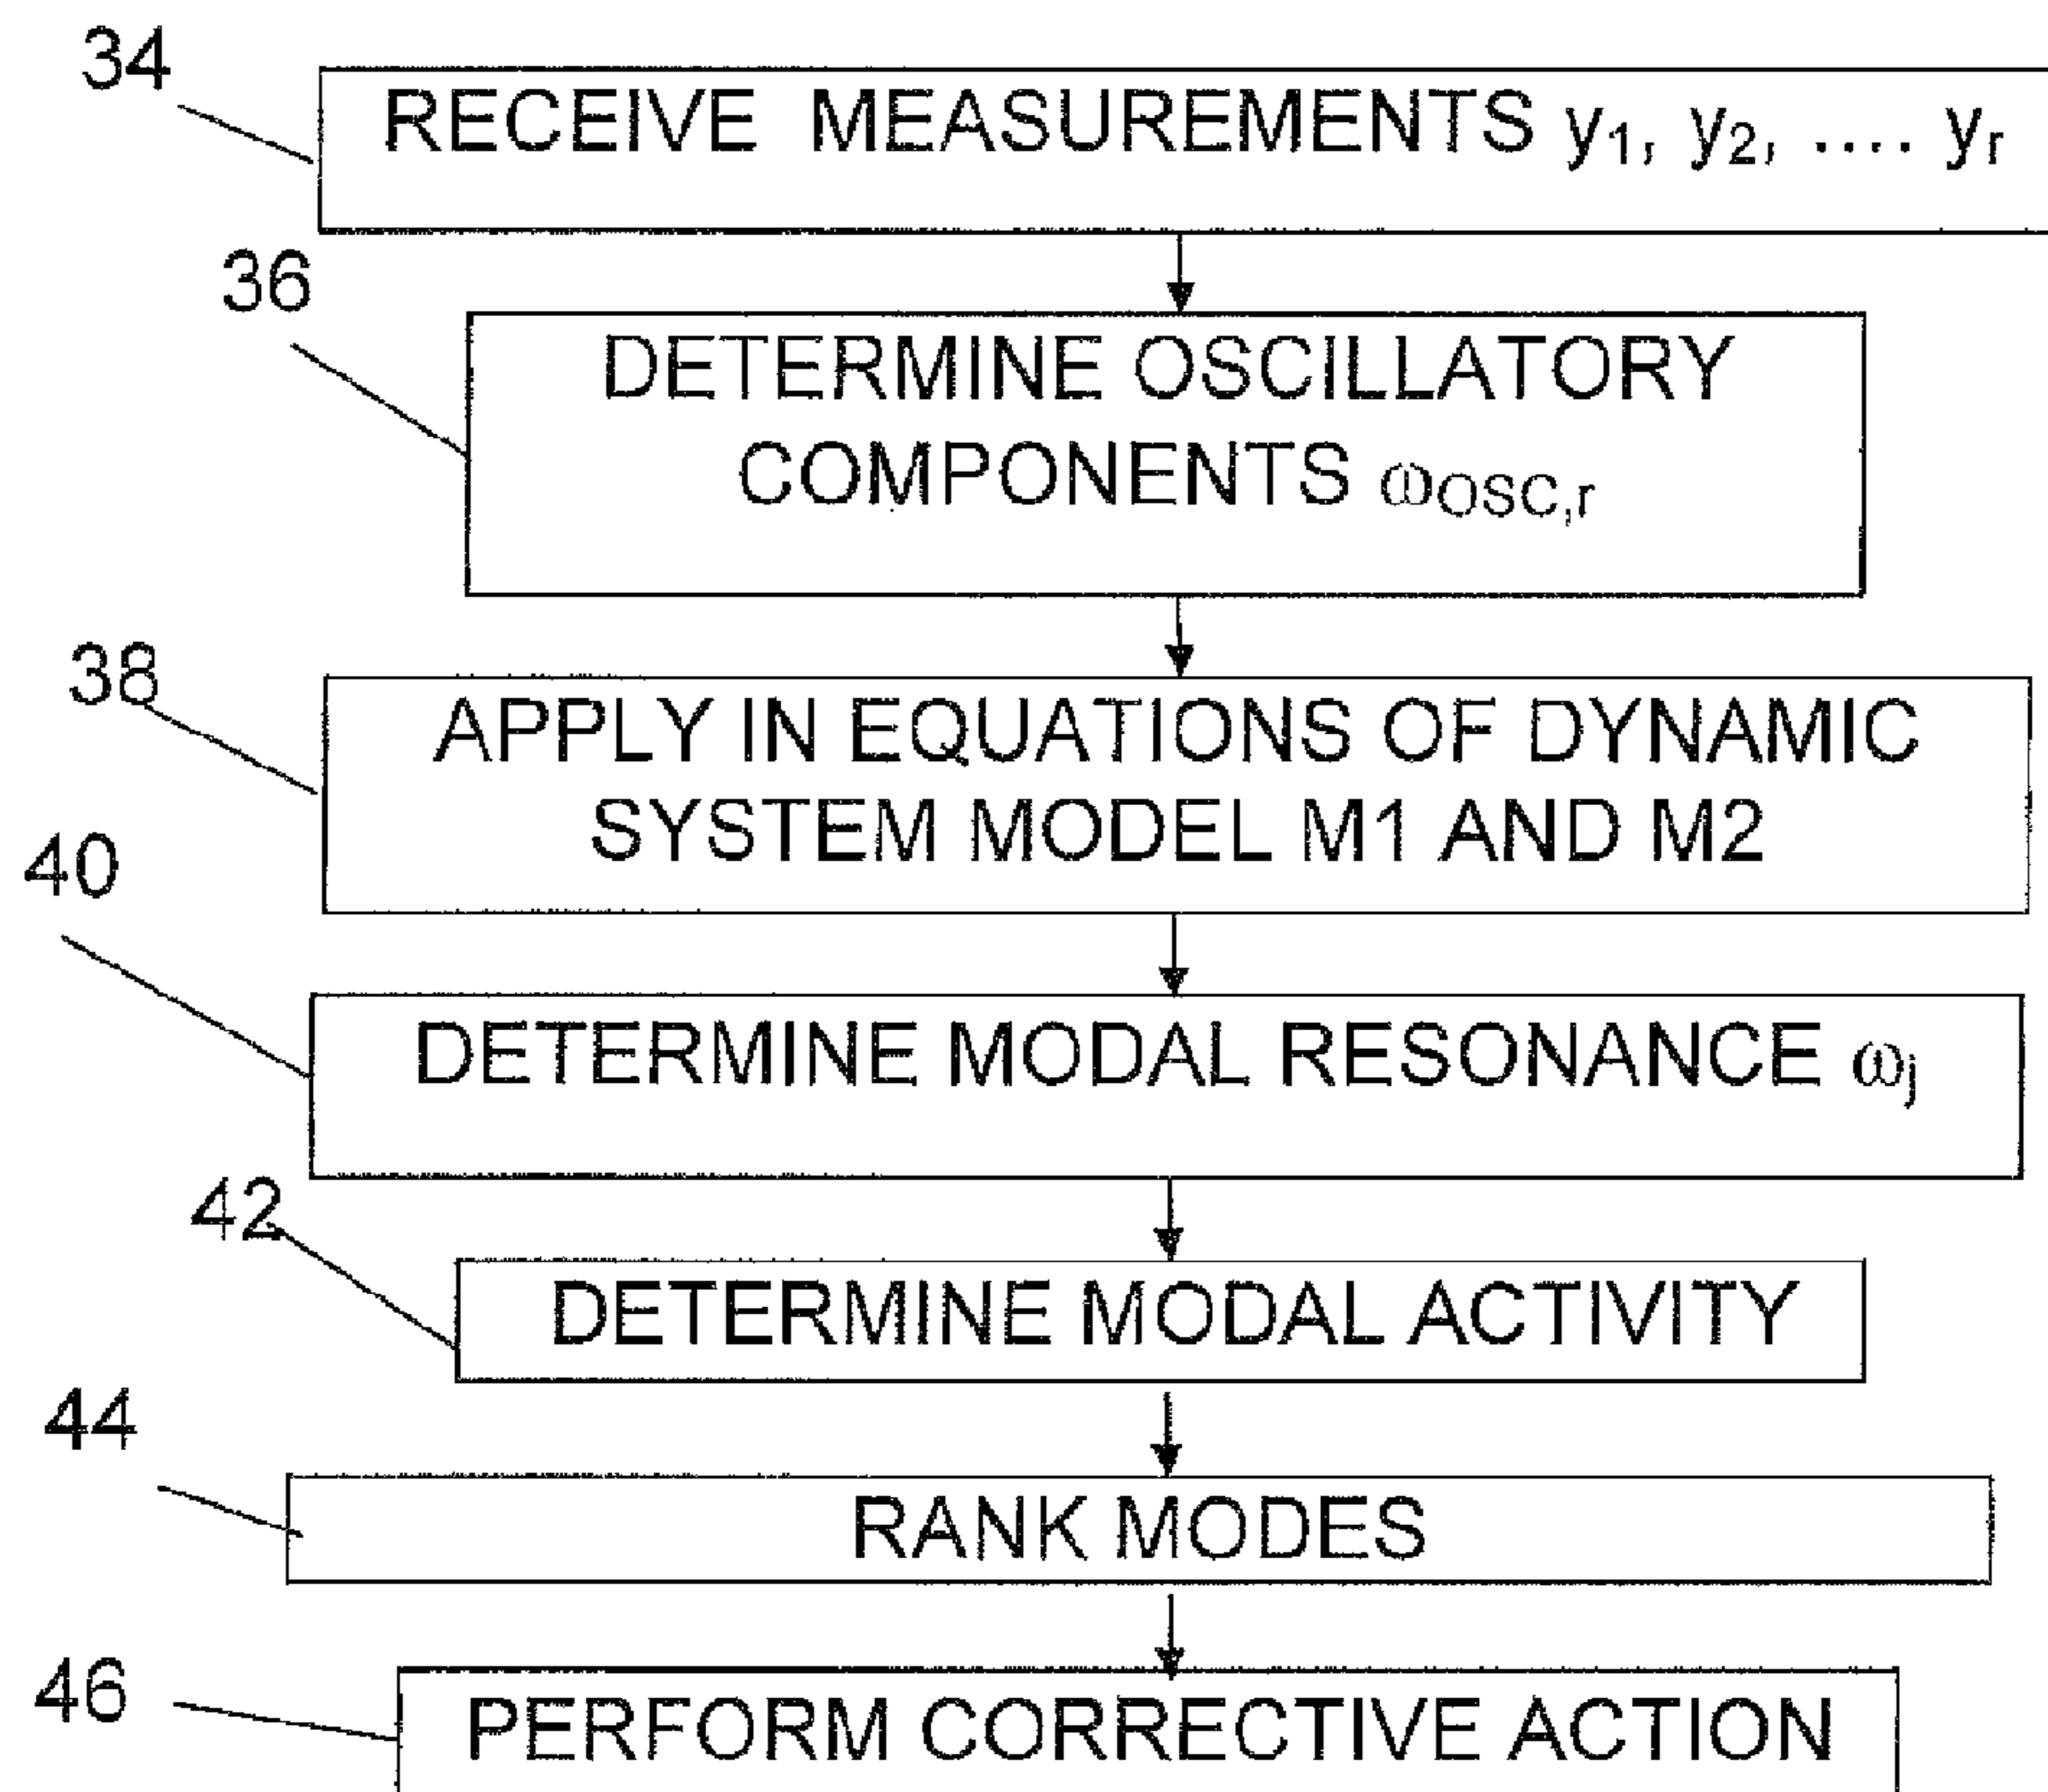 34
RECEIVE MEASUREMENTS y1, y2, .... yr
36
DETERMINE OSCILLATORY
COMPONENTS ωOSC,r
38
APPLY IN EQUATIONS OF DYNAMIC
SYSTEM MODEL M1 AND M2
40
DETERMINE MODAL RESONANCE ωj
42
DETERMINE MODAL ACTIVITY
44
RANK MODES
46
PERFORM CORRECTIVE ACTION